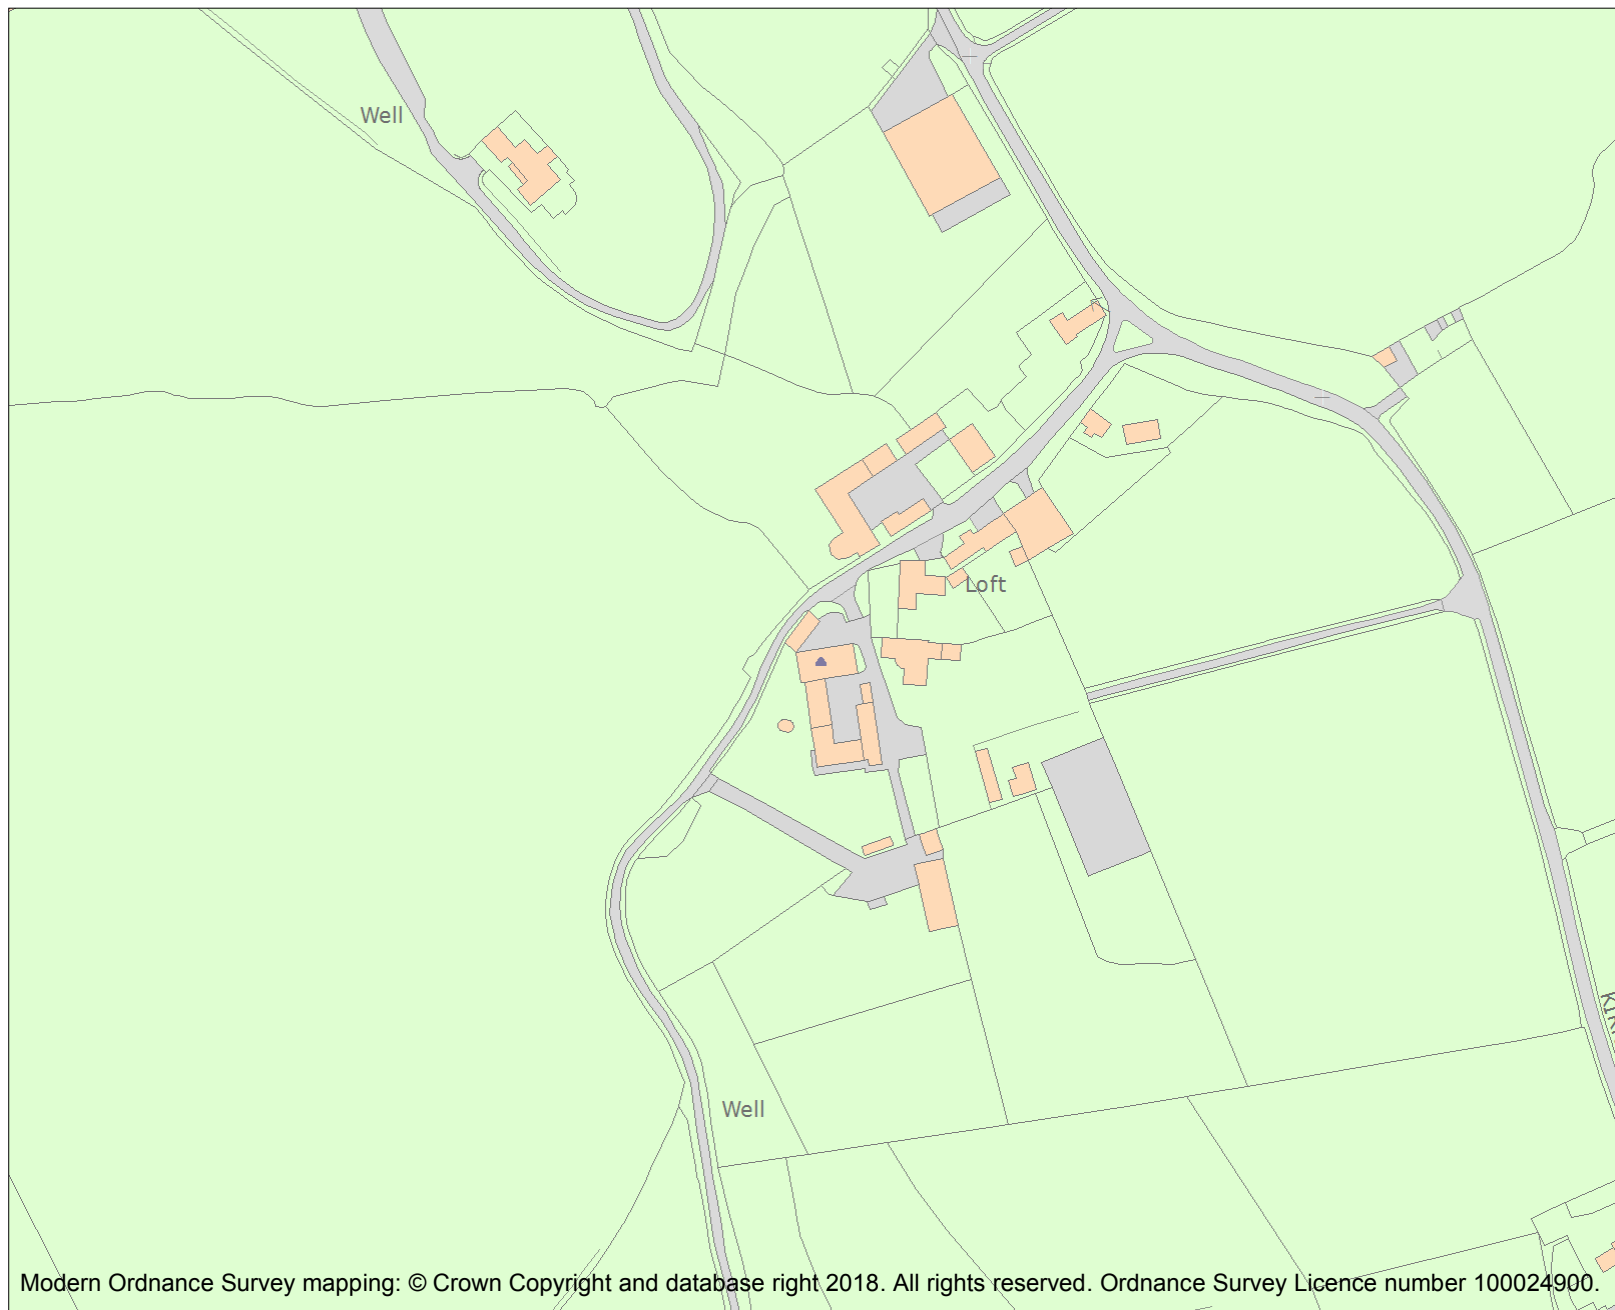 Well
Loft
Well
Modern Ordnance Survey mapping: © Crown Copyright and database right 2018. All rights reserved. Ordnance Survey Licence number 100024900.